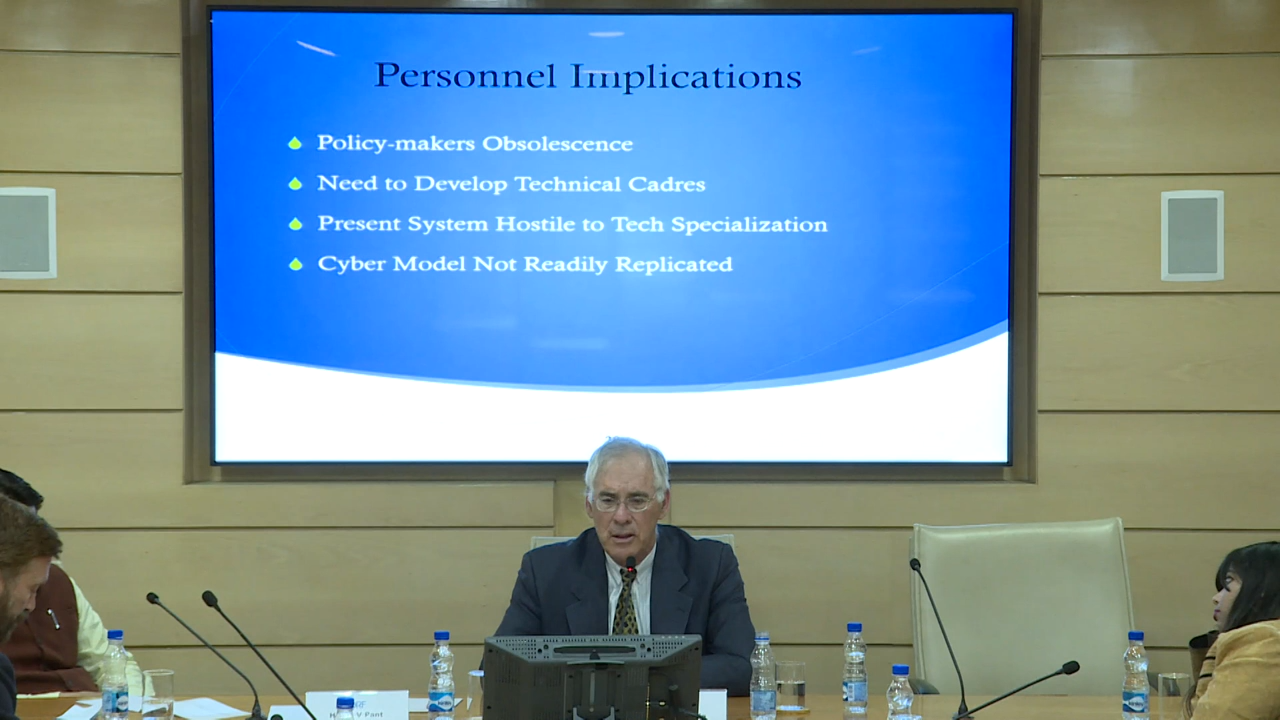 Personnel Implications
Policy-makers Obsolescence
Need to Develop Technical Cadres
Present System Hostile to Tech Specialization
Cyber Model Not Readily Replicated
V Pant